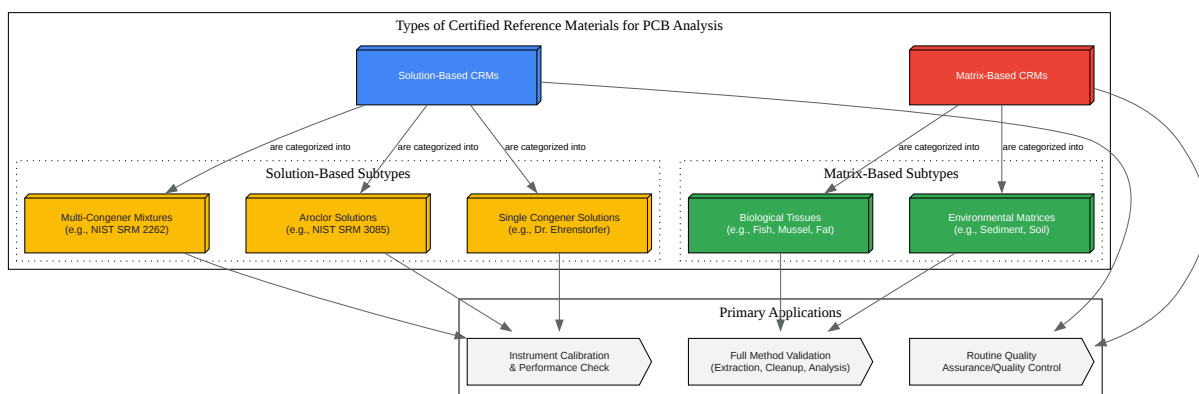 Types of Certified Reference Materials for PCB Analysis
Solution-Based CRMs
Matrix-Based CRMs
are categorized into
are categorized into
are categorized into
are categorized into
are categorized into
Solution-Based Subtypes
Matrix-Based Subtypes
Multi-Congener Mixtures
(e.g., NIST SRM 2262)
Aroclor Solutions
(e.g., NIST SRM 3085)
Single Congener Solutions
(e.g., Dr. Ehrenstorfer)
Biological Tissues
(e.g., Fish, Mussel, Fat)
Environmental Matrices
(e.g., Sediment, Soil)
Primary Applications
Instrument Calibration
& Performance Check
Full Method Validation
(Extraction, Cleanup, Analysis)
Routine Quality
Assurance/Quality Control